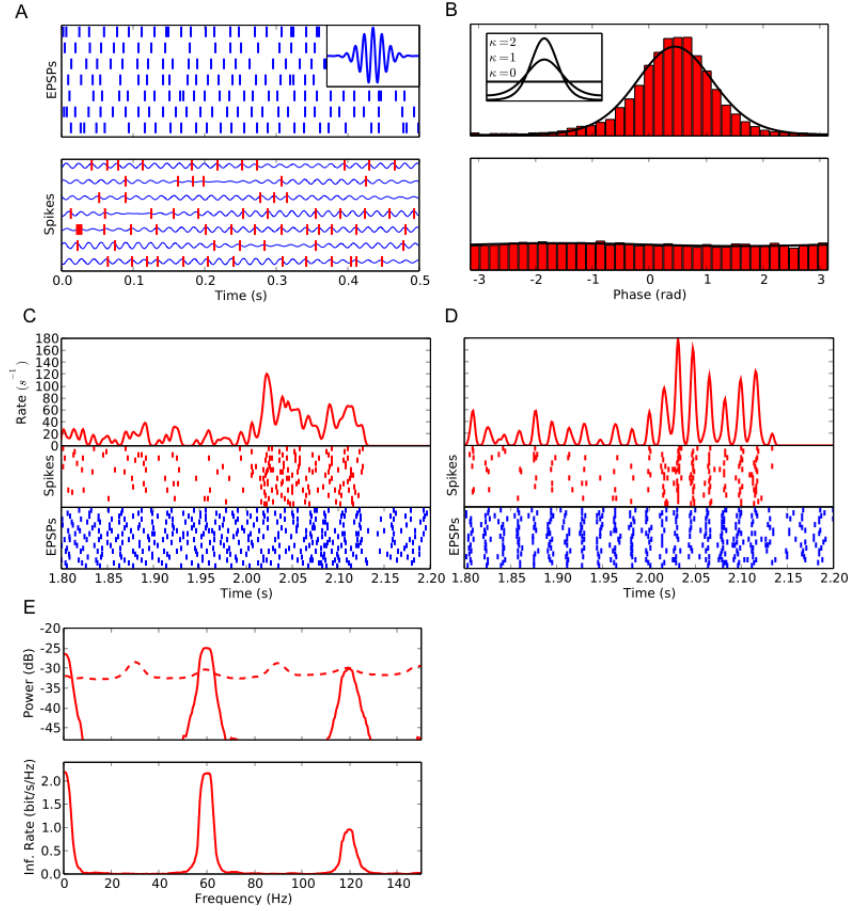 A
EPSPs
Spikes
0.0 0.1 0.2 0.3 0.4 0.5
Time (s)
B
κ=2
κ=1
κ=0
-3 -2 -1 0 1 2 3
Phase (rad)
C
180
160
140
120
100
80
60
40
20
0
Rate (s⁻¹)
Spikes
EPSPs
1.80 1.85 1.90 1.95 2.00 2.05 2.10 2.15 2.20
Time (s)
D
Spikes
EPSPs
1.80 1.85 1.90 1.95 2.00 2.05 2.10 2.15 2.20
Time (s)
E
-20
-25
-30
-35
-40
-45
Power (dB)
2.0
1.5
1.0
0.5
0.0
Inf. Rate (bit/s/Hz)
0 20 40 60 80 100 120 140
Frequency (Hz)